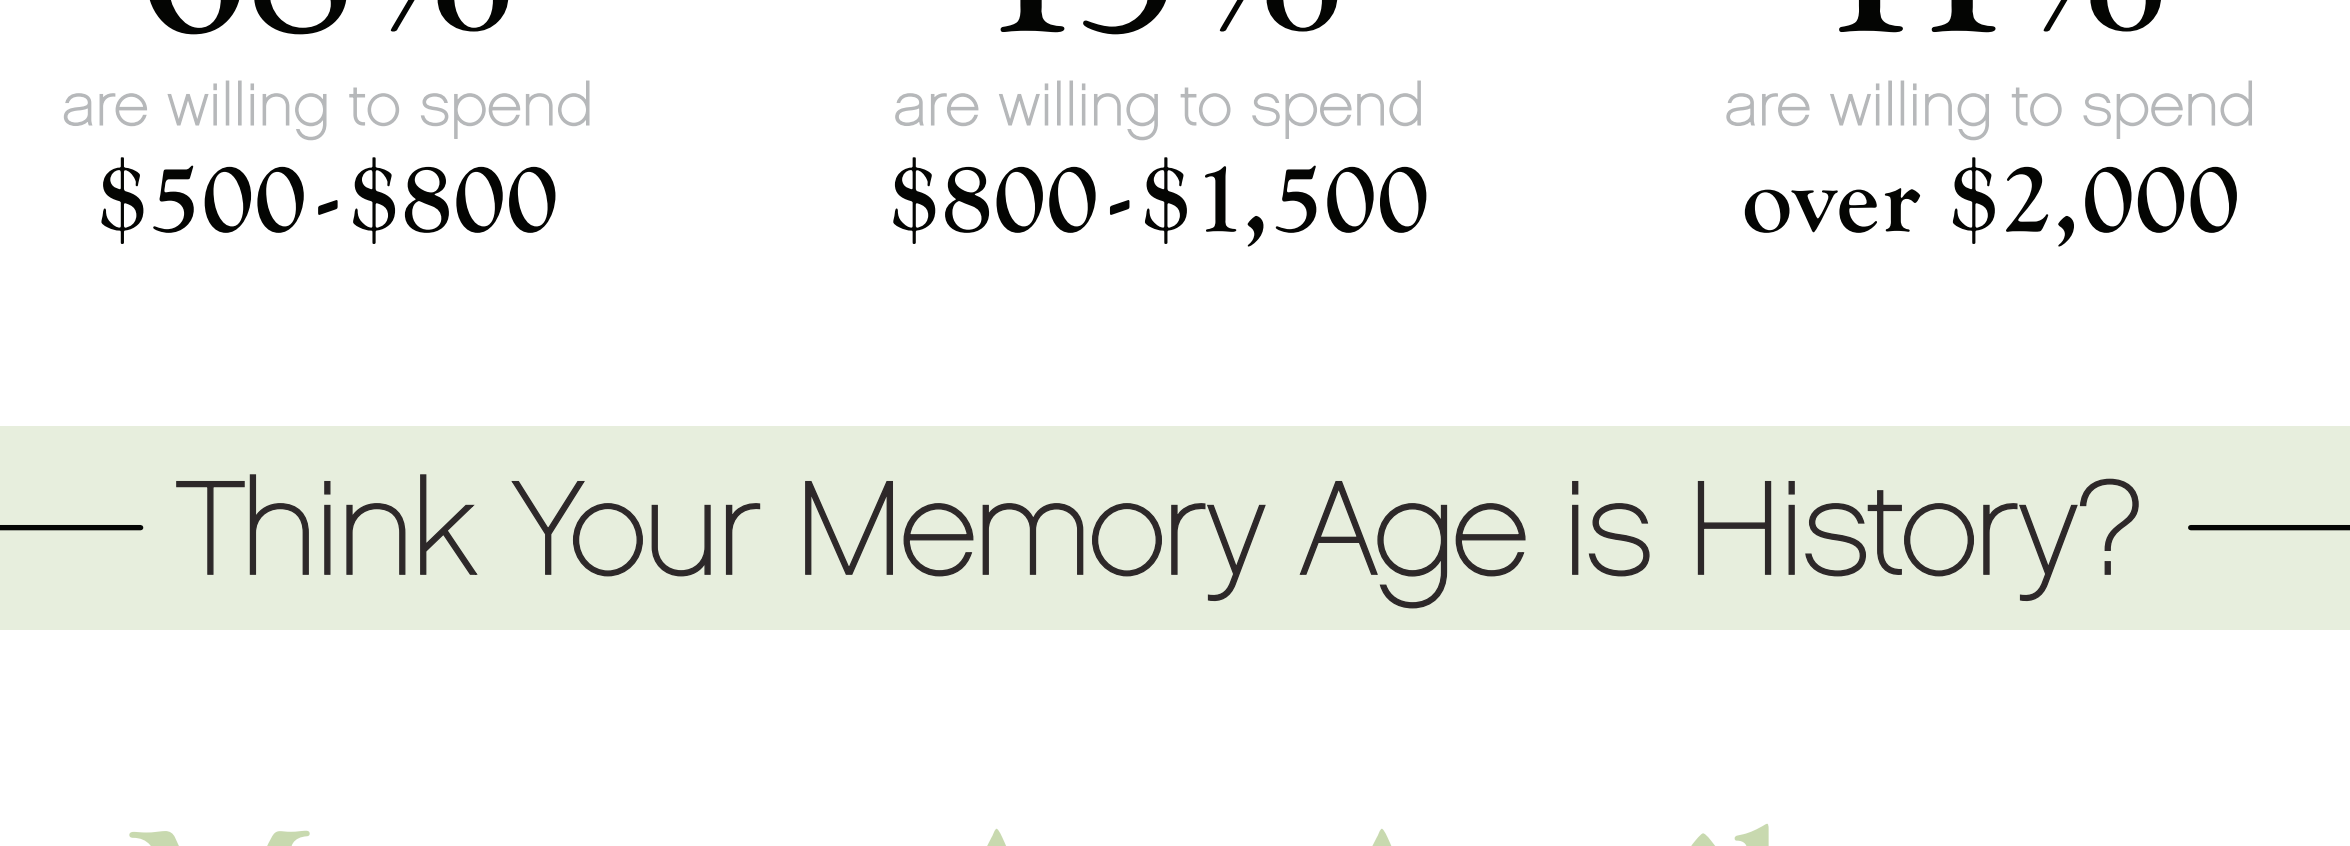 are willing to spend are willing to spend are willing to spend
$500-$800 $800-$1,500 over $2,000
Think Your Memory Age is History?